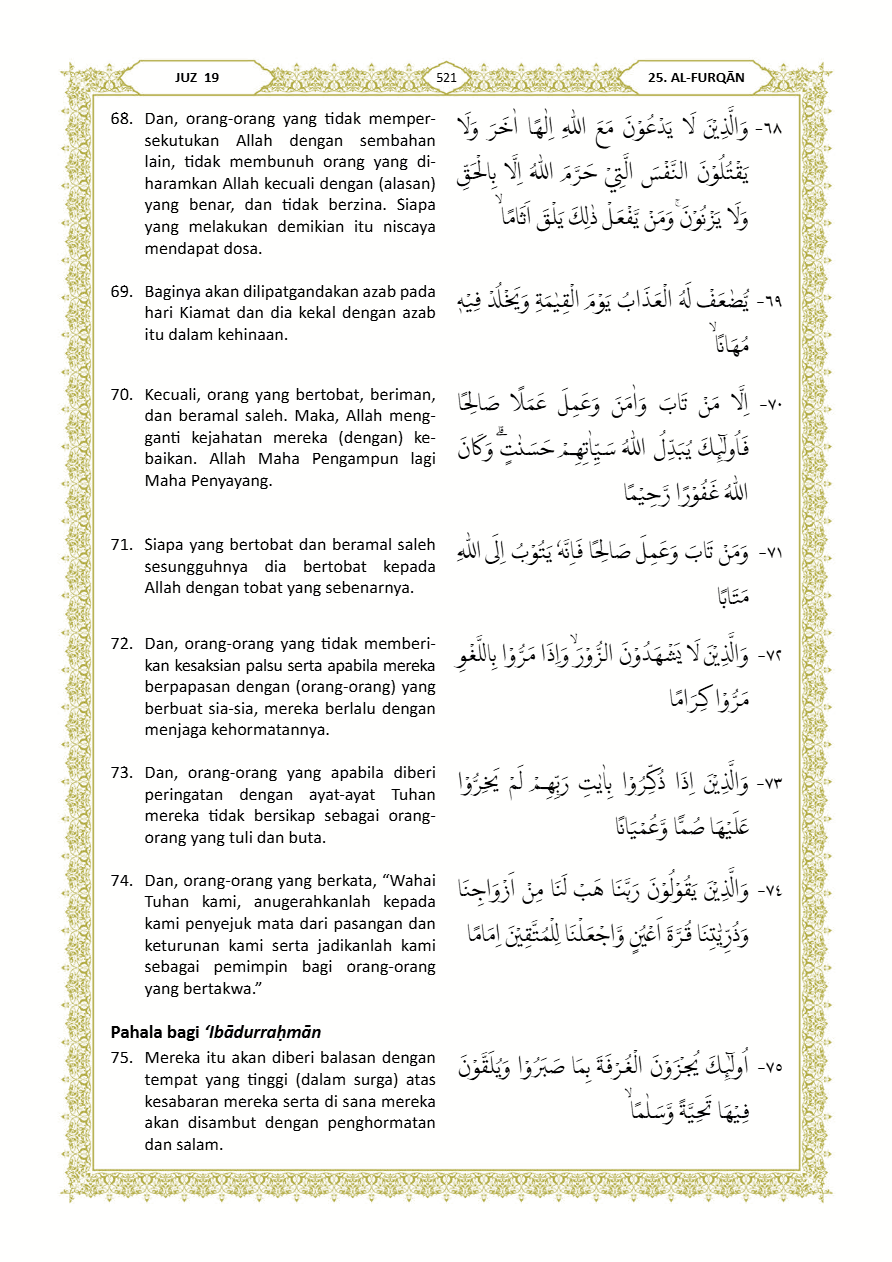 JUZ 19
521
25. AL-FURQĀN
68. Dan, orang-orang yang tidak memper-
sekutukan Allah dengan sembahan
lain, tidak membunuh orang yang di-
haramkan Allah kecuali dengan (alasan)
yang benar, dan tidak berzina. Siapa
yang melakukan demikian itu niscaya
mendapat dosa.
٦٨- وَالَّذِيْنَ لَا يَدْعُوْنَ مَعَ اللّٰهِ اِلٰهًا اٰخَرَ وَلَا
يَقْتُلُوْنَ النَّفْسَ الَّتِيْ حَرَّمَ اللّٰهُ اِلَّا بِالْحَقِّ
وَلَا يَزْنُوْنَۚ وَمَنْ يَّفْعَلْ ذٰلِكَ يَلْقَ اَثَامًاۙ
69. Baginya akan dilipatgandakan azab pada
hari Kiamat dan dia kekal dengan azab
itu dalam kehinaan.
٦٩- يُّضٰعَفْ لَهُ الْعَذَابُ يَوْمَ الْقِيٰمَةِ وَيَخْلُدْ فِيْهٖ
مُهَانًاۙ
70. Kecuali, orang yang bertobat, beriman,
dan beramal saleh. Maka, Allah meng-
ganti kejahatan mereka (dengan) ke-
baikan. Allah Maha Pengampun lagi
Maha Penyayang.
٧٠- اِلَّا مَنْ تَابَ وَاٰمَنَ وَعَمِلَ عَمَلًا صَالِحًا
فَاُولٰۤىِٕكَ يُبَدِّلُ اللّٰهُ سَيِّاٰتِهِمْ حَسَنٰتٍۗ وَكَانَ
اللّٰهُ غَفُوْرًا رَّحِيْمًا
71. Siapa yang bertobat dan beramal saleh
sesungguhnya dia bertobat kepada
Allah dengan tobat yang sebenarnya.
٧١- وَمَنْ تَابَ وَعَمِلَ صَالِحًا فَاِنَّهٗ يَتُوْبُ اِلَى اللّٰهِ
مَتَابًا
72. Dan, orang-orang yang tidak memberi-
kan kesaksian palsu serta apabila mereka
berpapasan dengan (orang-orang) yang
berbuat sia-sia, mereka berlalu dengan
menjaga kehormatannya.
٧٢- وَالَّذِيْنَ لَا يَشْهَدُوْنَ الزُّوْرَۙ وَاِذَا مَرُّوْا بِاللَّغْوِ
مَرُّوْا كِرَامًا
73. Dan, orang-orang yang apabila diberi
peringatan dengan ayat-ayat Tuhan
mereka tidak bersikap sebagai orang-
orang yang tuli dan buta.
٧٣- وَالَّذِيْنَ اِذَا ذُكِّرُوْا بِاٰيٰتِ رَبِّهِمْ لَمْ يَخِرُّوْا
عَلَيْهَا صُمًّا وَّعُمْيَانًا
74. Dan, orang-orang yang berkata, “Wahai
Tuhan kami, anugerahkanlah kepada
kami penyejuk mata dari pasangan dan
keturunan kami serta jadikanlah kami
sebagai pemimpin bagi orang-orang
yang bertakwa.”
٧٤- وَالَّذِيْنَ يَقُوْلُوْنَ رَبَّنَا هَبْ لَنَا مِنْ اَزْوَاجِنَا
وَذُرِّيّٰتِنَا قُرَّةَ اَعْيُنٍ وَّاجْعَلْنَا لِلْمُتَّقِيْنَ اِمَامًا
Pahala bagi ‘Ibādurraḥmān
75. Mereka itu akan diberi balasan dengan
tempat yang tinggi (dalam surga) atas
kesabaran mereka serta di sana mereka
akan disambut dengan penghormatan
dan salam.
٧٥- اُولٰۤىِٕكَ يُجْزَوْنَ الْغُرْفَةَ بِمَا صَبَرُوْا وَيُلَقَّوْنَ
فِيْهَا تَحِيَّةً وَّسَلٰمًاۙ